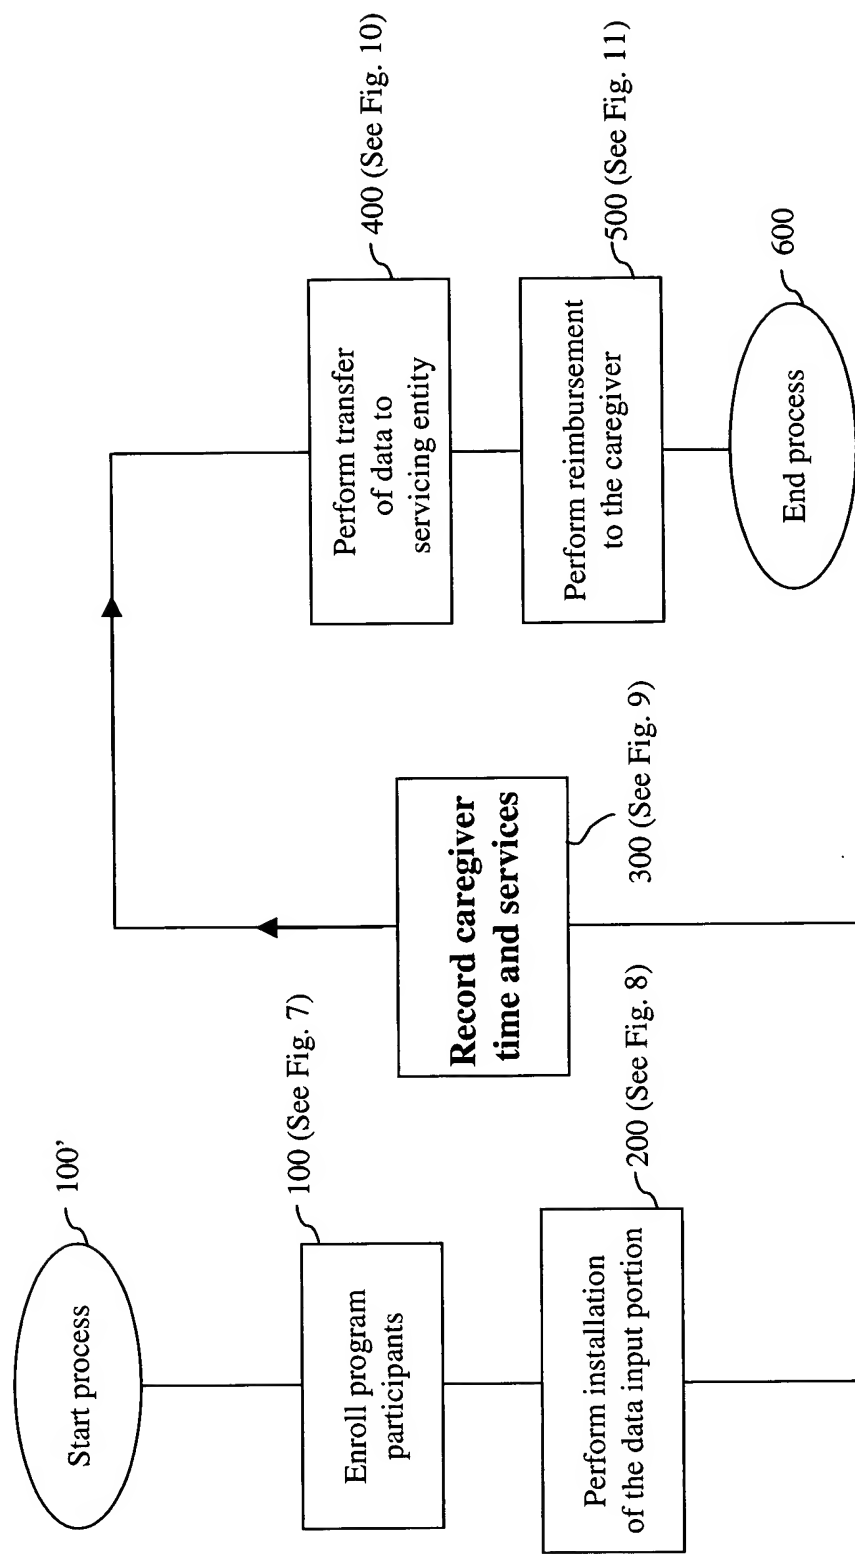 Start process
100’
Enroll program
participants
100 (See Fig. 7)
Perform installation
of the data input portion
200 (See Fig. 8)
Record caregiver
time and services
300 (See Fig. 9)
Perform transfer
of data to
servicing entity
400 (See Fig. 10)
Perform reimbursement
to the caregiver
500 (See Fig. 11)
End process
600